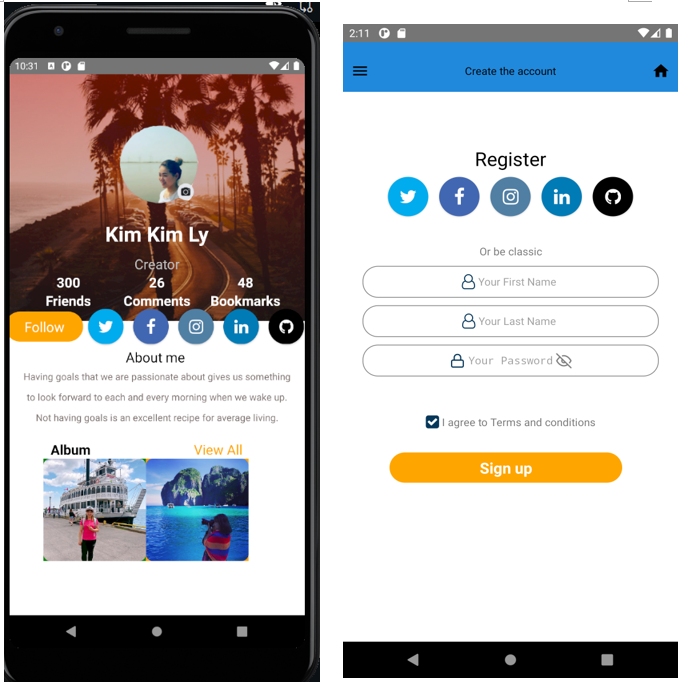 10:31
Kim Kim Ly
Creator
300 26 48
Friends Comments Bookmarks
Follow
About me
Having goals that we are passionate about gives us something
to look forward to each and every morning when we wake up.
Not having goals is an excellent recipe for average living.
Album View All
2:11
Create the account
Register
Or be classic
Your First Name
Your Last Name
Your Password
I agree to Terms and conditions
Sign up